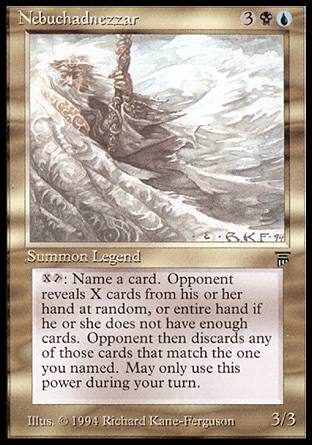 Nebuchadnezzar 3
& R.K.F. 94
Summon Legend
X: Name a card. Opponent
reveals X cards from his or her
hand at random, or entire hand if
he or she does not have enough
cards. Opponent then discards any
of those cards that match the one
you named. May only use this
power during your turn.
Illus. © 1994 Richard Kane-Ferguson 3/3